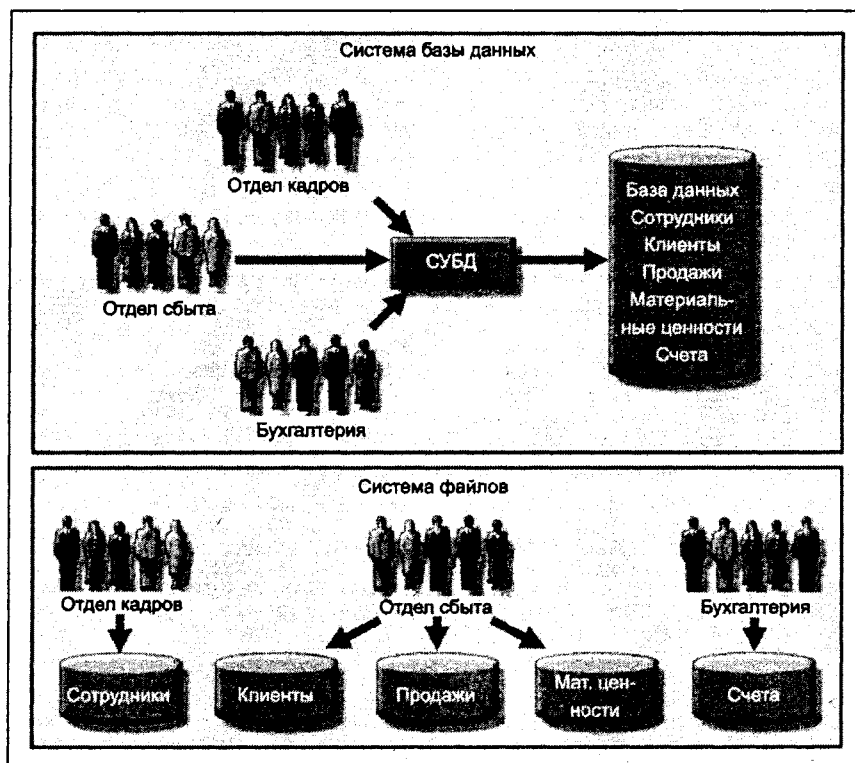 Система базы данных
Отдел кадров
Отдел сбыта
Бухгалтерия
СУБД
База данных
Сотрудники
Клиенты
Продажи
Материаль-
ные ценности
Счета
Система файлов
Отдел кадров
Отдел сбыта
Бухгалтерия
Сотрудники
Клиенты
Продажи
Мат. цен-
ности
Счета